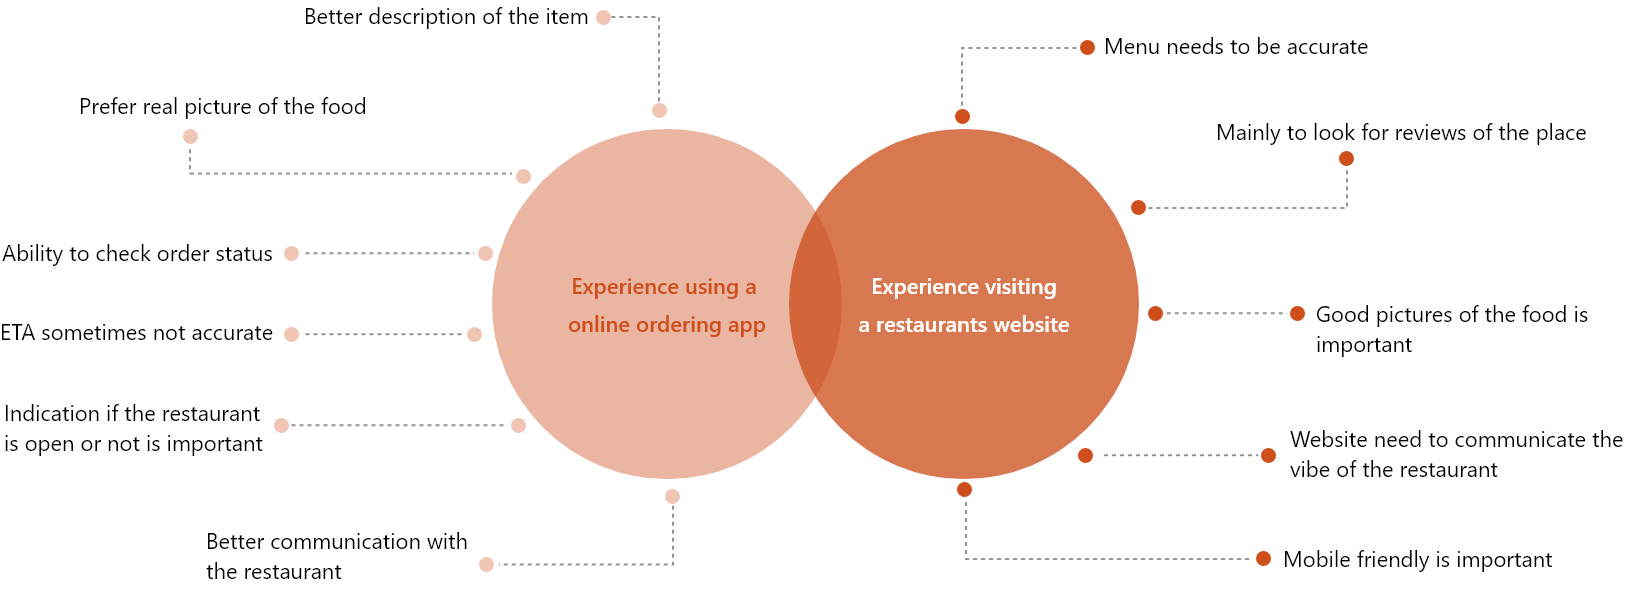 Better description of the item
Prefer real picture of the food
Ability to check order status
ETA sometimes not accurate
Indication if the restaurant
is open or not is important
Better communication with
the restaurant
Experience using a
online ordering app
Experience visiting
a restaurants website
Menu needs to be accurate
Mainly to look for reviews of the place
Good pictures of the food is
important
Website need to communicate the
vibe of the restaurant
Mobile friendly is important